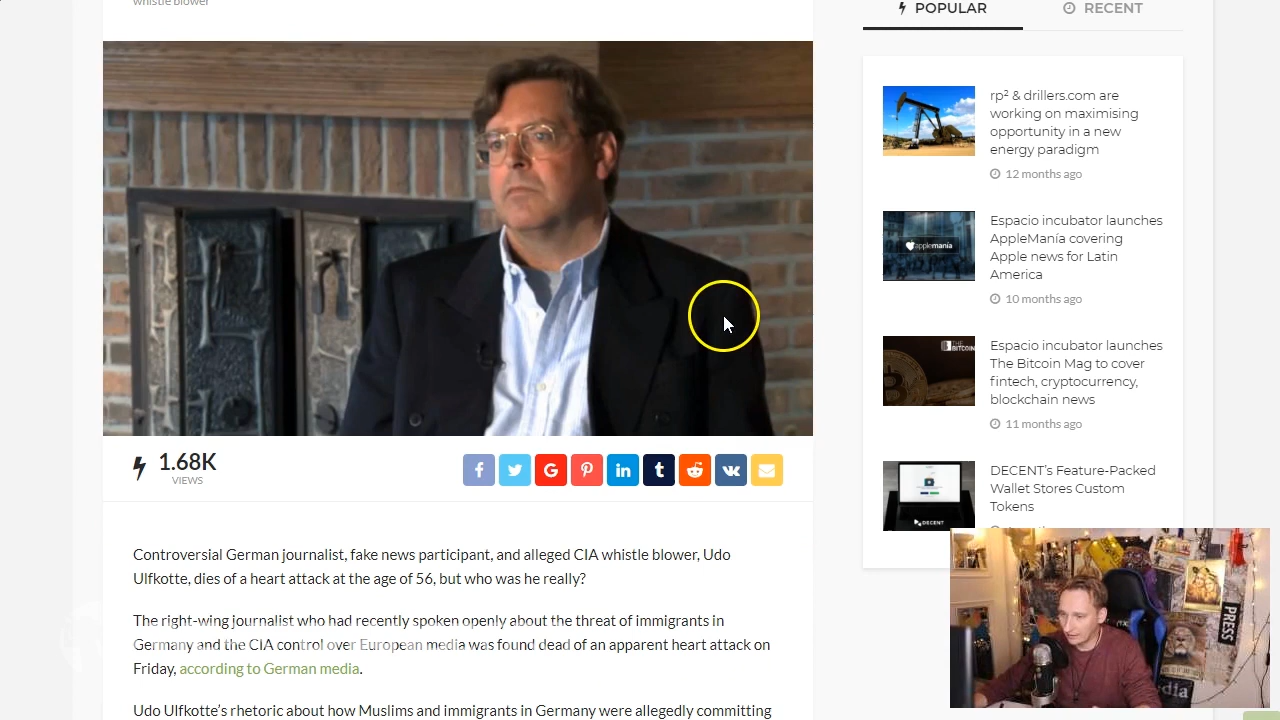 whistle blower
POPULAR
RECENT
rp² & drillers.com are
working on maximising
opportunity in a new
energy paradigm
12 months ago
Espacio incubator launches
AppleManía covering
Apple news for Latin
America
10 months ago
applemanía
Espacio incubator launches
The Bitcoin Mag to cover
fintech, cryptocurrency,
blockchain news
11 months ago
THE
BITCOIN
DECENT's Feature-Packed
Wallet Stores Custom
Tokens
DECENT
1.68K
VIEWS
Controversial German journalist, fake news participant, and alleged CIA whistle blower, Udo
Ulfkotte, dies of a heart attack at the age of 56, but who was he really?
The right-wing journalist who had recently spoken openly about the threat of immigrants in
Germany and the CIA control over European media was found dead of an apparent heart attack on
Friday, according to German media.
Udo Ulfkotte's rhetoric about how Muslims and immigrants in Germany were allegedly committing
PRESS
dia